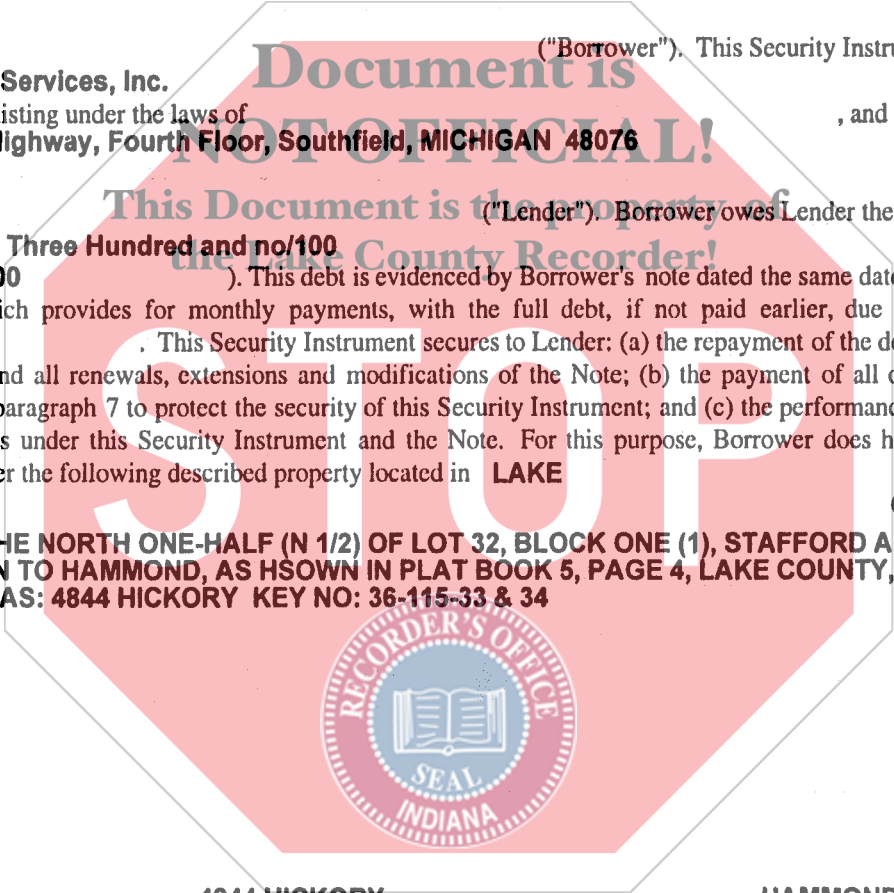 ("Borrower"). This Security Instru
Document is
Services, Inc.
isting under the laws of , and
NOT OFFICIAL!
Highway, Fourth Floor, Southfield, MICHIGAN 48076
This Document is the property of
("Lender"). Borrower owes Lender the
Three Hundred and no/100
the Lake County Recorder!
00 ). This debt is evidenced by Borrower's note dated the same date
ich provides for monthly payments, with the full debt, if not paid earlier, due
. This Security Instrument secures to Lender: (a) the repayment of the de
nd all renewals, extensions and modifications of the Note; (b) the payment of all o
paragraph 7 to protect the security of this Security Instrument; and (c) the performanc
s under this Security Instrument and the Note. For this purpose, Borrower does h
er the following described property located in LAKE
STOP
HE NORTH ONE-HALF (N 1/2) OF LOT 32, BLOCK ONE (1), STAFFORD A
N TO HAMMOND, AS HSOWN IN PLAT BOOK 5, PAGE 4, LAKE COUNTY,
AS: 4844 HICKORY KEY NO: 36-115-33 & 34
RECORDER'S OFFICE
SEAL
INDIANA
4844 HICKORY HAMMOND